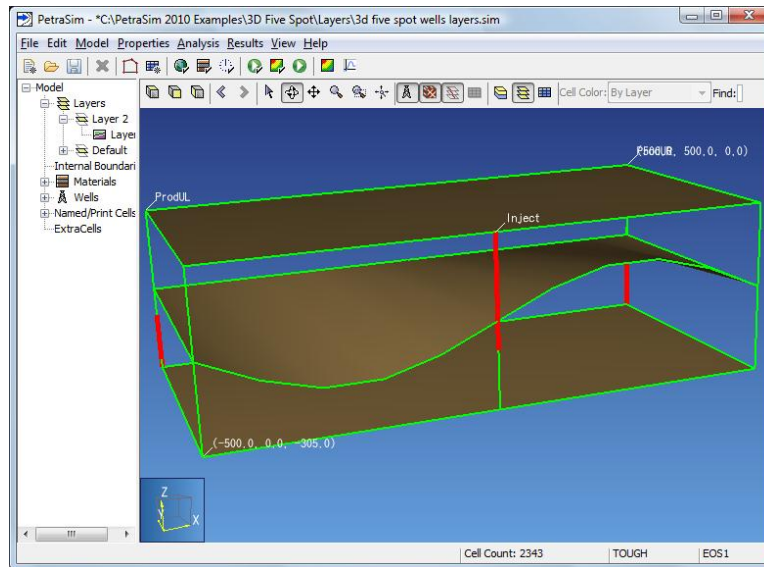 PetraSim - *C:\PetraSim 2010 Examples\3D Five Spot\Layers\3d five spot wells layers.sim
File Edit Model Properties Analysis Results View Help
Cell Color: By Layer Find:
Model
Layers
Layer 2
Layer
Default
Internal Boundari
Materials
Wells
Named/Print Cells
ExtraCells
500.0, 0.0)
ProdUL
Inject
(-500.0, 0.0, -305.0)
Z
Y
X
Cell Count: 2343 TOUGH EOS1